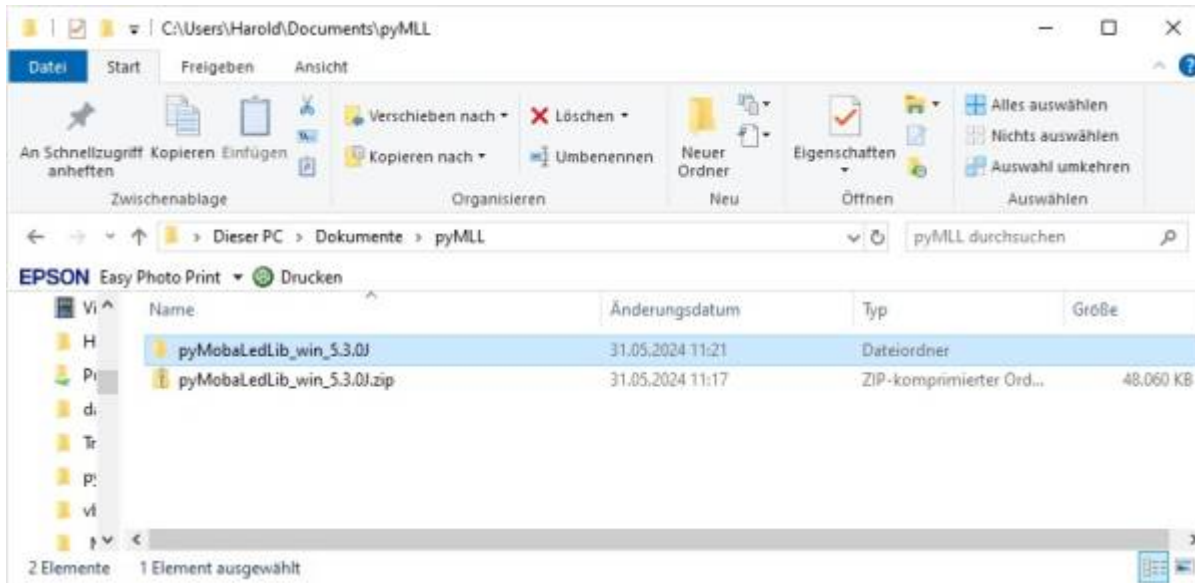 C:\Users\Harold\Documents\pyMLL
Datei Start Freigeben Ansicht
An Schnellzugriff anheften
Kopieren
Einfügen
Zwischenablage
Verschieben nach
Kopieren nach
Löschen
Umbenennen
Organisieren
Neuer Ordner
Neu
Eigenschaften
Öffnen
Alles auswählen
Nichts auswählen
Auswahl umkehren
Auswählen
Dieser PC > Dokumente > pyMLL
pyMLL durchsuchen
EPSON Easy Photo Print Drucken
Name Änderungsdatum Typ Größe
pyMobaLedLib_win_5.3.0J 31.05.2024 11:21 Dateiordner
pyMobaLedLib_win_5.3.0J.zip 31.05.2024 11:17 ZIP-komprimierter Ord... 48.060 KB
Vi
H
d
Tr
2 Elemente 1 Element ausgewählt